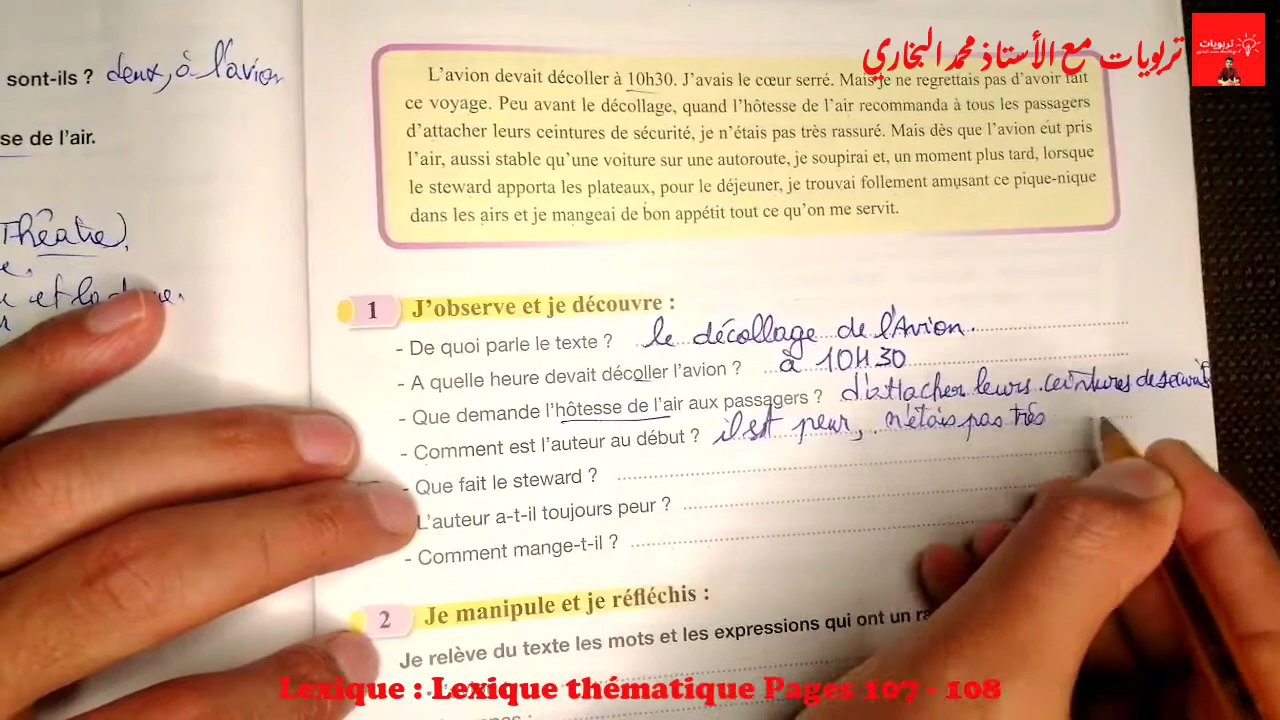 تربويات مع الأستاذ محمد البخاري
تربويات
sont-ils ? deux, à l'avion
se de l'air.
Théatre).
e.
et la
L'avion devait décoller à 10h30. J'avais le cœur serré. Mais je ne regrettais pas d'avoir fait
ce voyage. Peu avant le décollage, quand l'hôtesse de l'air recommanda à tous les passagers
d'attacher leurs ceintures de sécurité, je n'étais pas très rassuré. Mais dès que l'avion eut pris
l'air, aussi stable qu'une voiture sur une autoroute, je soupirai et, un moment plus tard, lorsque
le steward apporta les plateaux, pour le déjeuner, je trouvai follement amusant ce pique-nique
dans les airs et je mangeai de bon appétit tout ce qu'on me servit.
1 J'observe et je découvre :
- De quoi parle le texte ? le décollage de l'Avion.
- A quelle heure devait décoller l'avion ? à 10H30
- Que demande l'hôtesse de l'air aux passagers ? d'attacher leurs ceintures de
- Comment est l'auteur au début ? il est peur, n'étais pas très
- Que fait le steward ?
- L'auteur a-t-il toujours peur ?
- Comment mange-t-il ?
2 Je manipule et je réfléchis :
Je relève du texte les mots et les expressions qui ont un
Lexique : Lexique thématique Pages 107 - 108